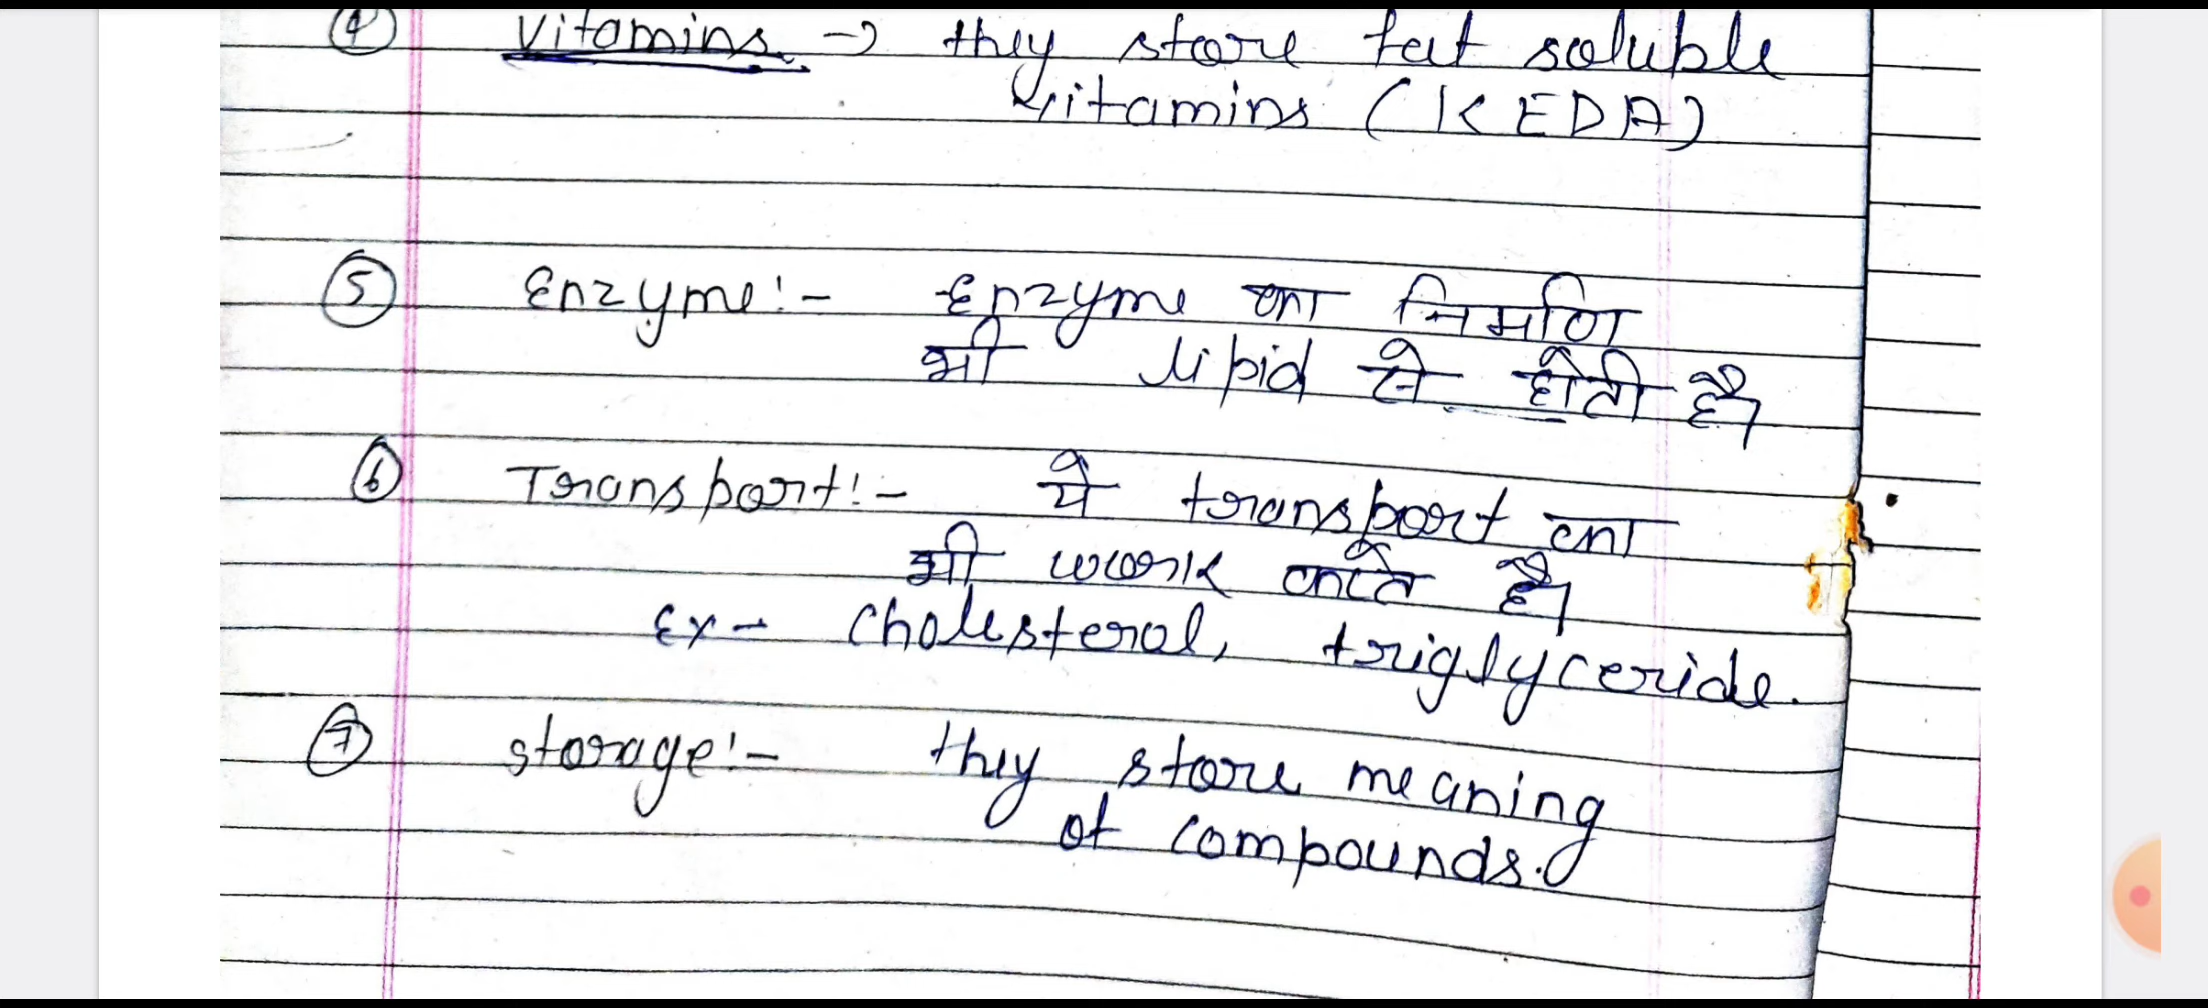 ④ Vitamins → they store fat soluble
vitamins (KEDA)
⑤ Enzyme:- Enzyme का निर्माण
भी lipid से होती है।
⑥ Transport:- ये transport का
भी work करते है।
Ex- Cholesterol, triglyceride.
⑦ Storage:- they store meaning
of compounds.